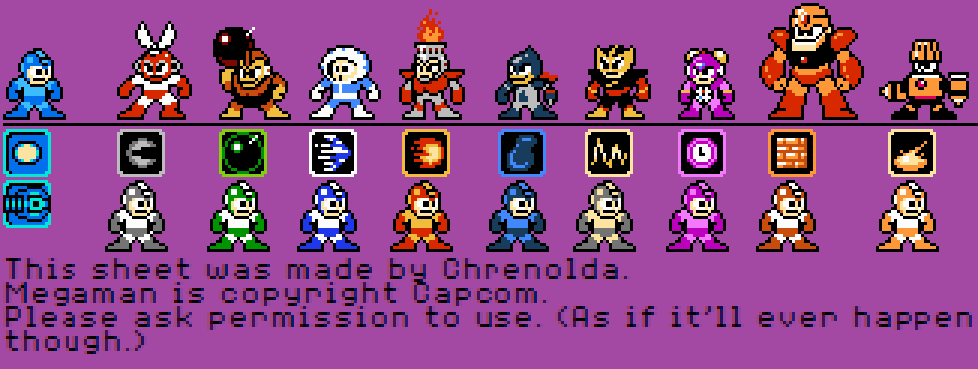 This sheet was made by Chrenolda.
Megaman is copyright Capcom.
Please ask permission to use. (As if it'll ever happen
though.)